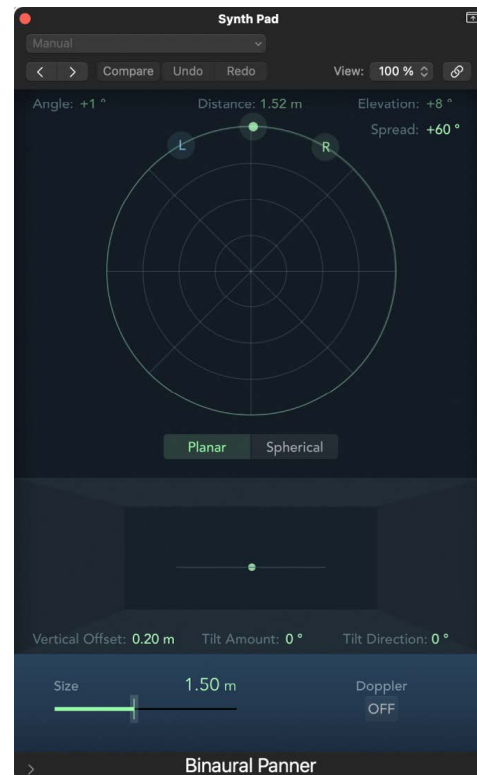 Synth Pad
Manual
Compare Undo Redo View: 100 %
Angle: +1 ° Distance: 1.52 m Elevation: +8 °
Spread: +60 °
L R
Planar Spherical
Vertical Offset: 0.20 m Tilt Amount: 0 ° Tilt Direction: 0 °
Size 1.50 m Doppler
OFF
Binaural Panner